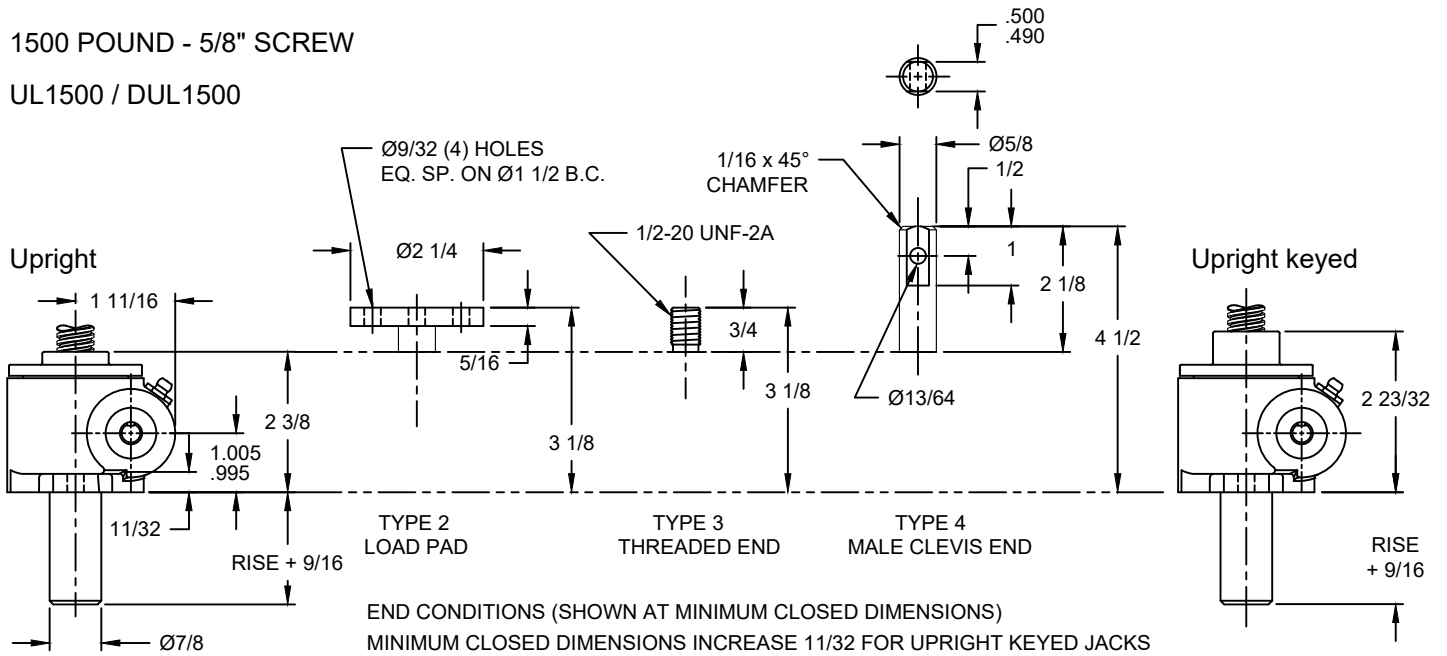 1500 POUND - 5/8" SCREW
UL1500 / DUL1500
.500
.490
Ø9/32 (4) HOLES
EQ. SP. ON Ø1 1/2 B.C.
1/16 x 45°
CHAMFER
Ø5/8
1/2
Upright
Ø2 1/4
1/2-20 UNF-2A
1
Upright keyed
1 11/16
2 1/8
3/4
4 1/2
5/16
3 1/8
Ø13/64
2 23/32
2 3/8
3 1/8
1.005
.995
11/32
RISE + 9/16
TYPE 2
LOAD PAD
TYPE 3
THREADED END
TYPE 4
MALE CLEVIS END
RISE
+ 9/16
Ø7/8
END CONDITIONS (SHOWN AT MINIMUM CLOSED DIMENSIONS)
MINIMUM CLOSED DIMENSIONS INCREASE 11/32 FOR UPRIGHT KEYED JACKS